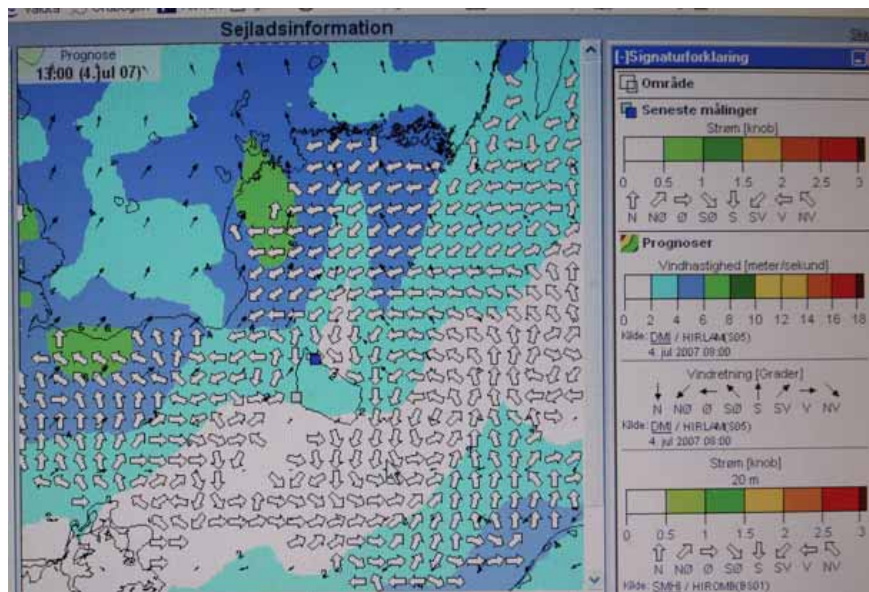 Sejladsinformation
Prognose
13:00 (4.jul 07)
[-]Signaturforklaring
Område
Seneste målinger
Strøm [knob]
0 0.5 1 1.5 2 2.5 3
N NØ Ø SØ S SV V NV
Prognoser
Vindhastighed [meter/sekund]
0 2 4 6 8 10 12 14 16 18
Kilde: DMI / HIRLAM(S05)
4. jul 2007 08:00
Vindretning [Grader]
N NØ Ø SØ S SV V NV
Kilde: DMI / HIRLAM(S05)
4. jul 2007 08:00
Strøm [knob]
20 m
0 0.5 1 1.5 2 2.5 3
N NØ Ø SØ S SV V NV
Kilde: SMHI / HIROMB(BS01)